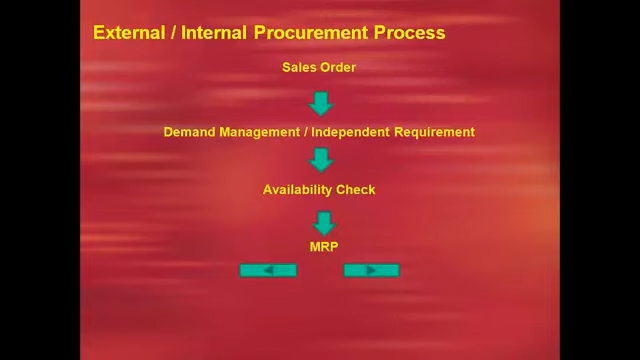 External / Internal Procurement Process
Sales Order
Demand Management / Independent Requirement
Availability Check
MRP